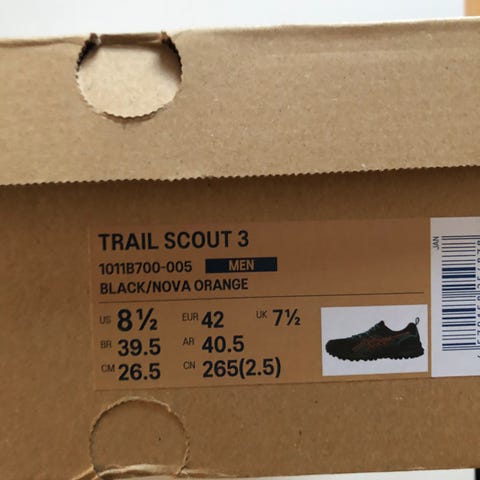 TRAIL SCOUT 3
1011B700-005 MEN
BLACK/NOVA ORANGE
US 8½ EUR 42 UK 7½
BR 39.5 AR 40.5
CM 26.5 CN 265(2.5)
JAN